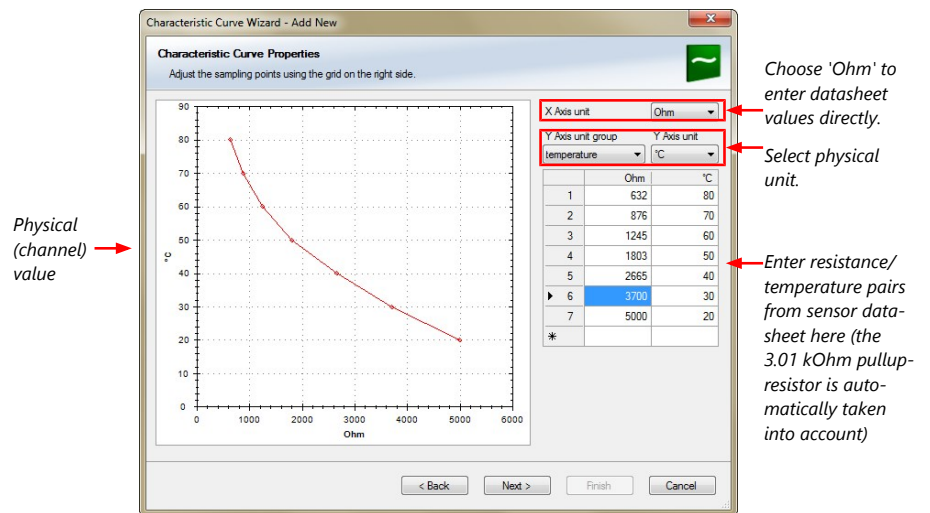 Characteristic Curve Wizard - Add New
x
Characteristic Curve Properties
Adjust the sampling points using the grid on the right side.
~
Physical
(channel)
value
90
80
70
60
50
40
30
20
10
0
°C
0 1000 2000 3000 4000 5000 6000
Ohm
X Axis unit Ohm
Y Axis unit group Y Axis unit
temperature °C
Ohm °C
1 632 80
2 876 70
3 1245 60
4 1803 50
5 2665 40
6 3700 30
7 5000 20
*
Choose 'Ohm' to
enter datasheet
values directly.
Select physical
unit.
Enter resistance/
temperature pairs
from sensor data-
sheet here (the
3.01 kOhm pullup-
resistor is auto-
matically taken
into account)
< Back Next > Finish Cancel